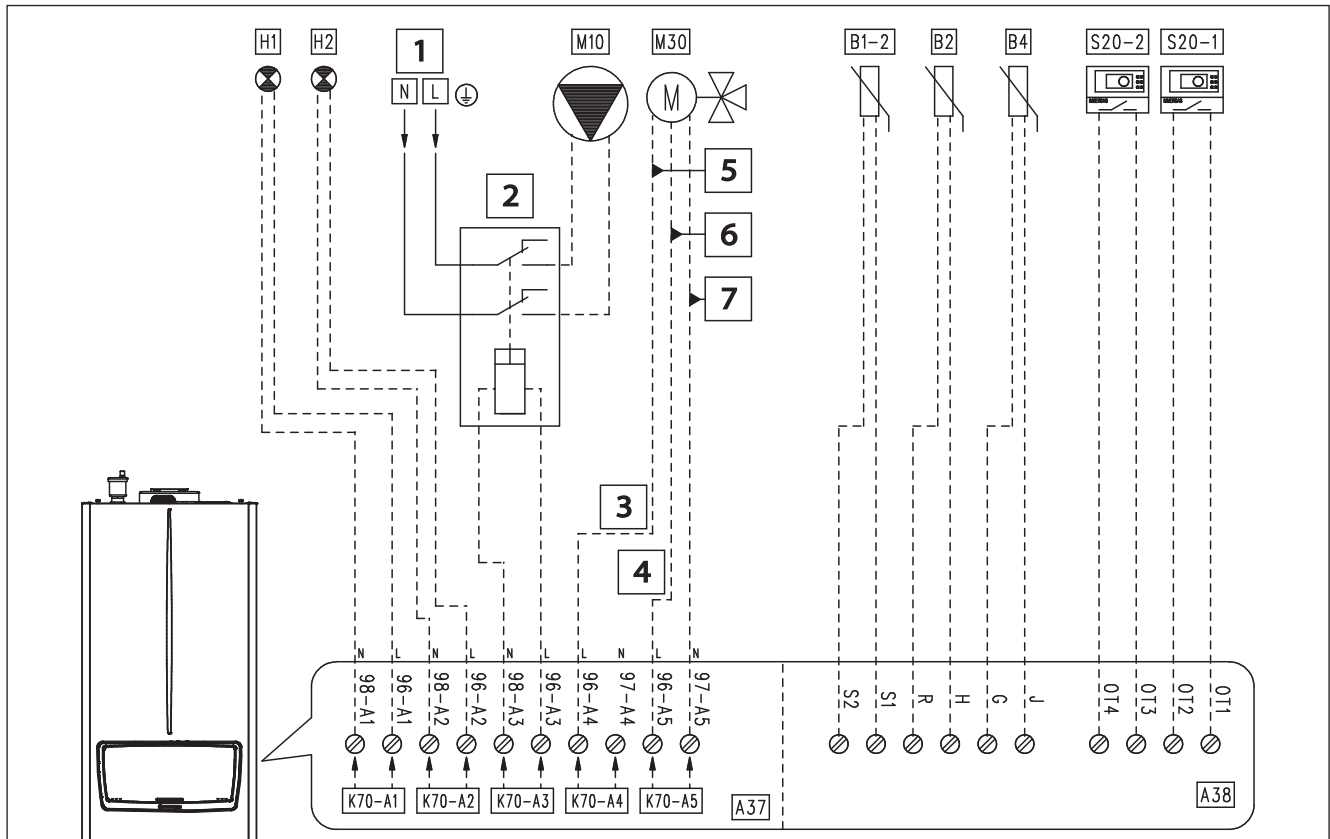 H1 H2 1 M10 M30 B1-2 B2 B4 S20-2 S20-1
N L
5
2
6
7
3
4
N L N L N L L N L N
98-A1 96-A1 98-A2 96-A2 98-A3 96-A3 96-A4 97-A4 96-A5 97-A5 S2 S1 R H G J OT4 OT3 OT2 OT1
K70-A1 K70-A2 K70-A3 K70-A4 K70-A5 A37 A38